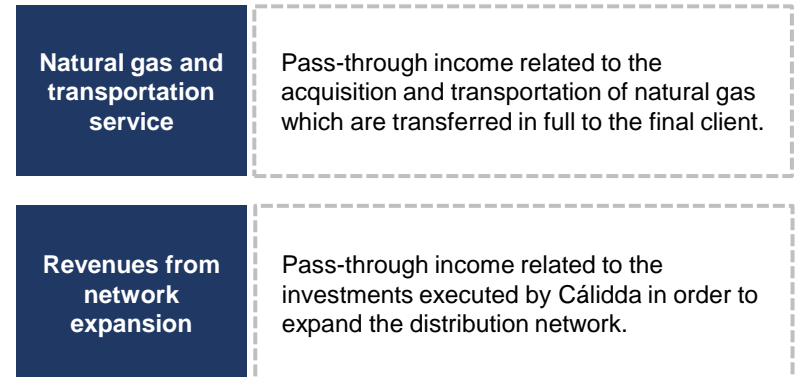 Natural gas and
transportation
service
Pass-through income related to the
acquisition and transportation of natural gas
which are transferred in full to the final client.
Revenues from
network
expansion
Pass-through income related to the
investments executed by Cálidda in order to
expand the distribution network.